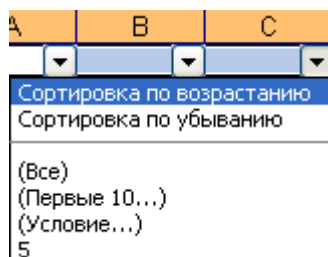 A B C
Сортировка по возрастанию
Сортировка по убыванию
(Все)
(Первые 10...)
(Условие...)
5